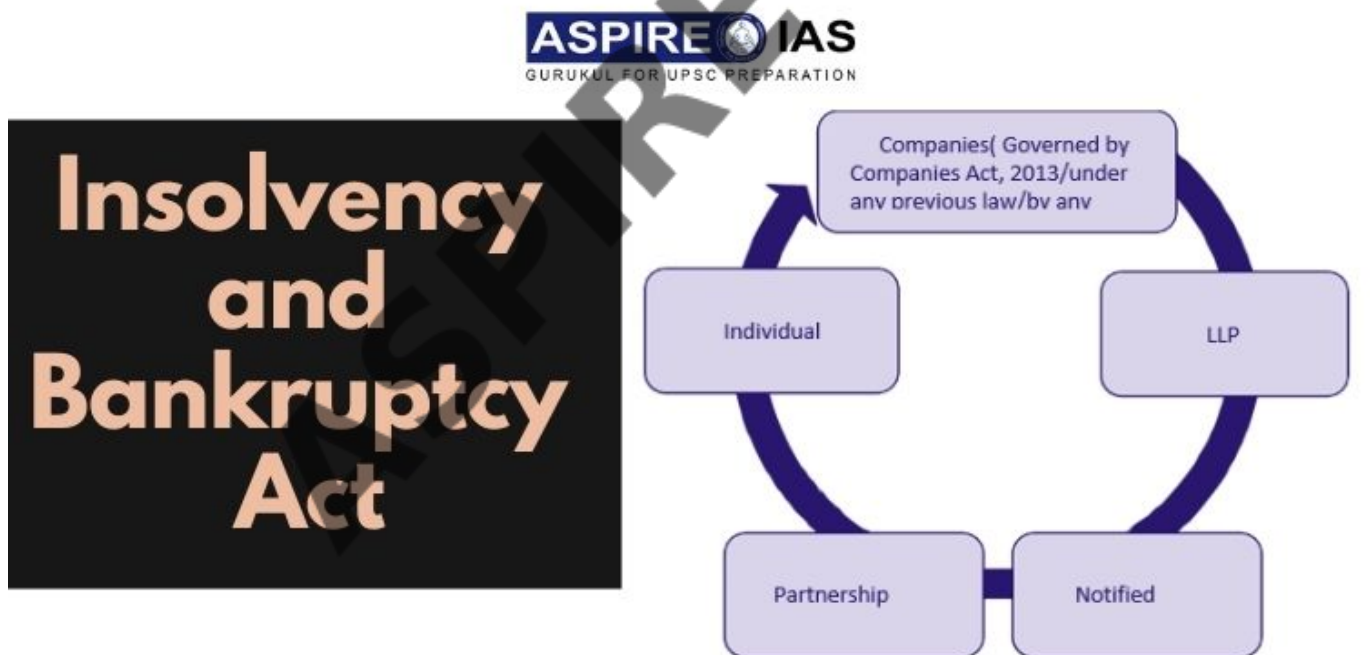 ASPIRE IAS
GURUKUL FOR UPSC PREPARATION
Insolvency
and
Bankruptcy
Act
Companies( Governed by
Companies Act, 2013/under
any previous law/by any
LLP
Notified
Partnership
Individual
ASPIRE